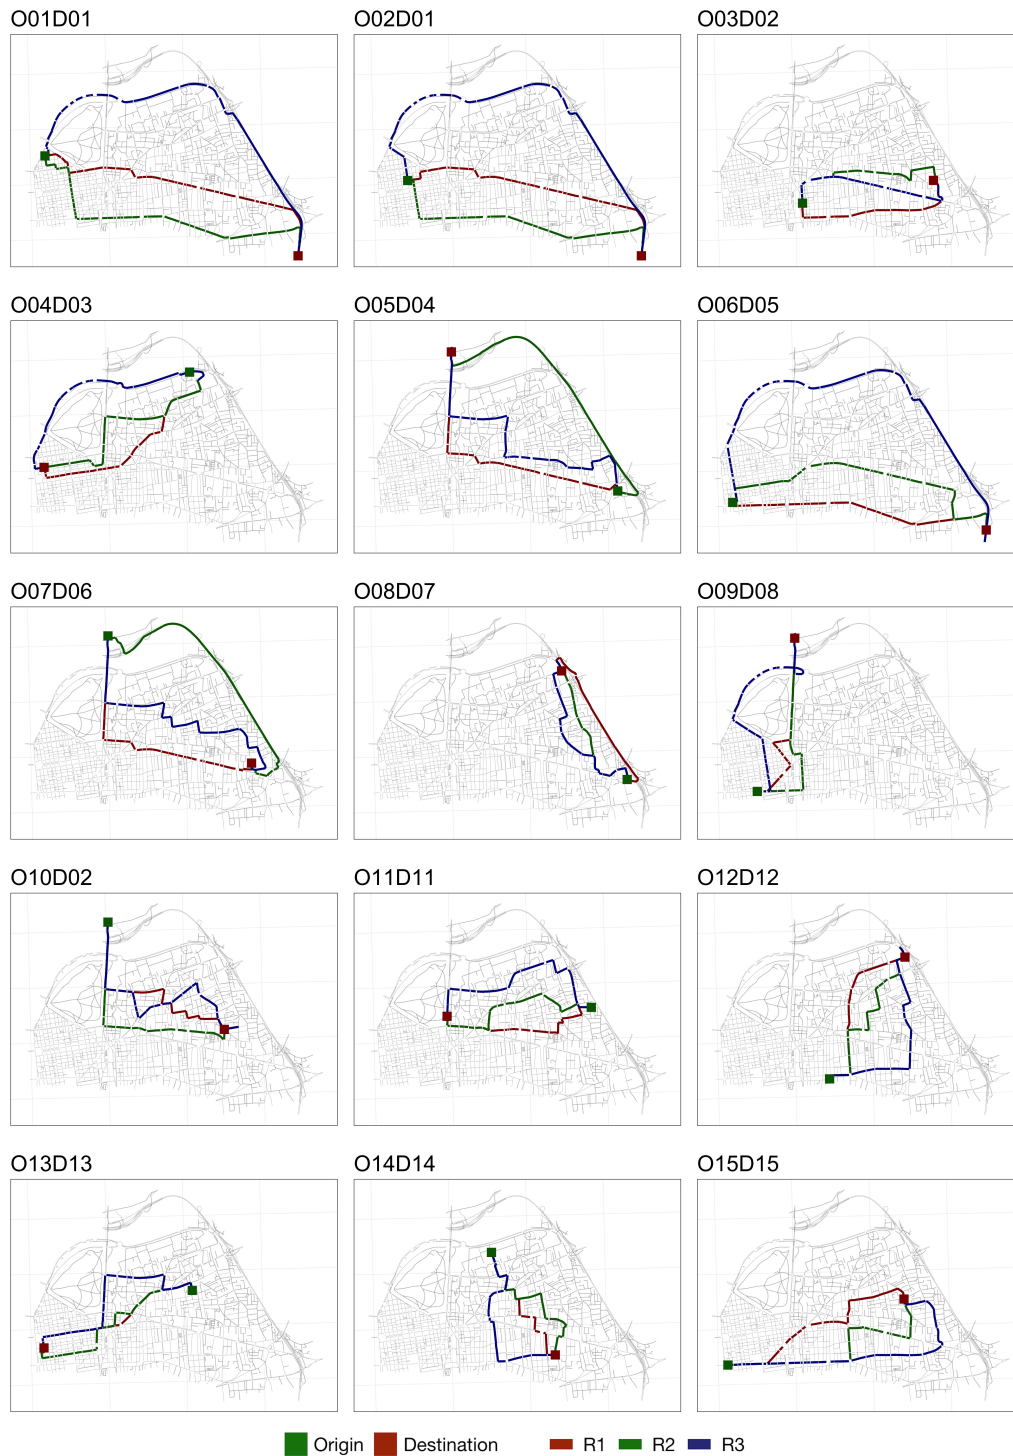 O01D01 O02D01 O03D02
O04D03 O05D04 O06D05
O07D06 O08D07 O09D08
O10D02 O11D11 O12D12
O13D13 O14D14 O15D15
Origin Destination R1 R2 R3